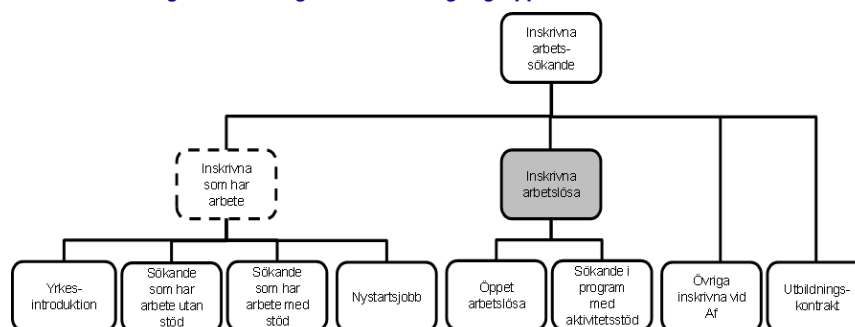 Inskrivna
arbets-
sökande
Inskrivna
som har
arbete
Inskrivna
arbetslösa
Yrkes-
introduktion
Sökande
som har
arbete utan
stöd
Sökande
som har
arbete med
stöd
Nystartsjobb
Öppet
arbetslösa
Sökande i
program
med
aktivitetsstöd
Övriga
inskrivna vid
Af
Utbildnings-
kontrakt